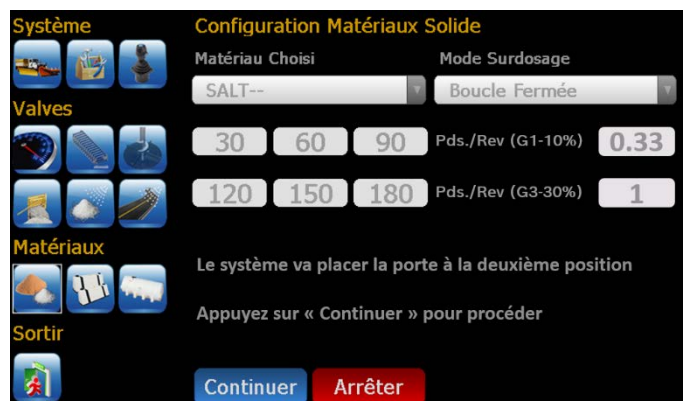 Système
Configuration Matériaux Solide
Matériau Choisi Mode Surdosage
SALT-- Boucle Fermée
Valves
30 60 90 Pds./Rev (G1-10%) 0.33
120 150 180 Pds./Rev (G3-30%) 1
Matériaux
Le système va placer la porte à la deuxième position
Appuyez sur « Continuer » pour procéder
Sortir
Continuer Arrêter